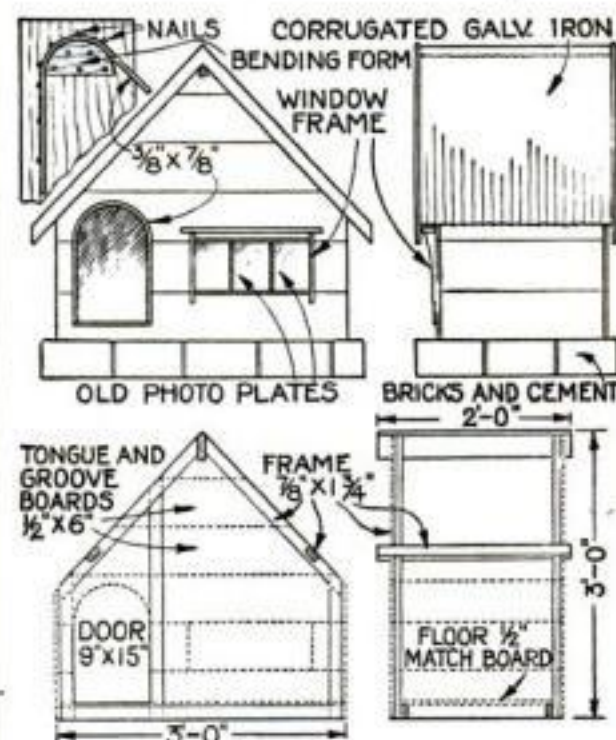 NAILS
BENDING FORM
CORRUGATED GALV. IRON
WINDOW
FRAME
3/8" X 7/8"
OLD PHOTO PLATES
BRICKS AND CEMENT
2'-0"
TONGUE AND
GROOVE
BOARDS
1/2" X 6"
FRAME
7/8" X 1 3/4"
DOOR
9" X 15"
FLOOR 1/2"
MATCH BOARD
3'-0"
3'-0"